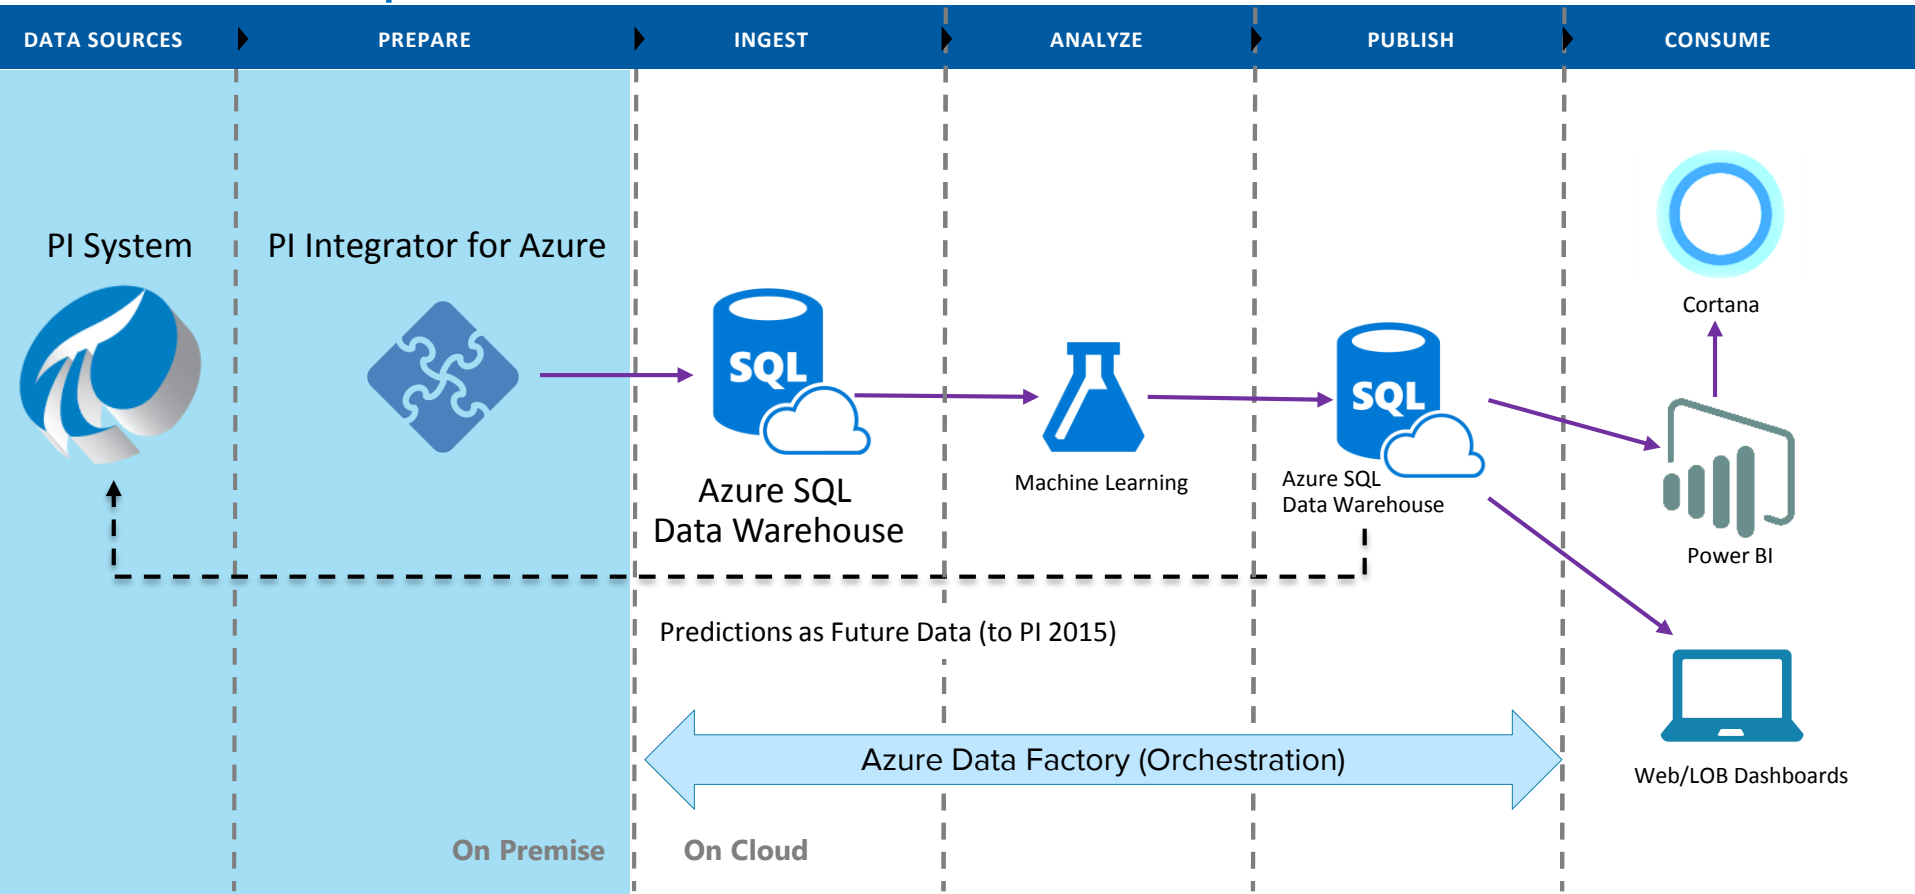 DATA SOURCES
PREPARE
INGEST
ANALYZE
PUBLISH
CONSUME
PI System
PI Integrator for Azure
SQL
Azure SQL
Data Warehouse
Machine Learning
SQL
Azure SQL
Data Warehouse
Cortana
Power BI
Web/LOB Dashboards
Predictions as Future Data (to PI 2015)
Azure Data Factory (Orchestration)
On Premise
On Cloud